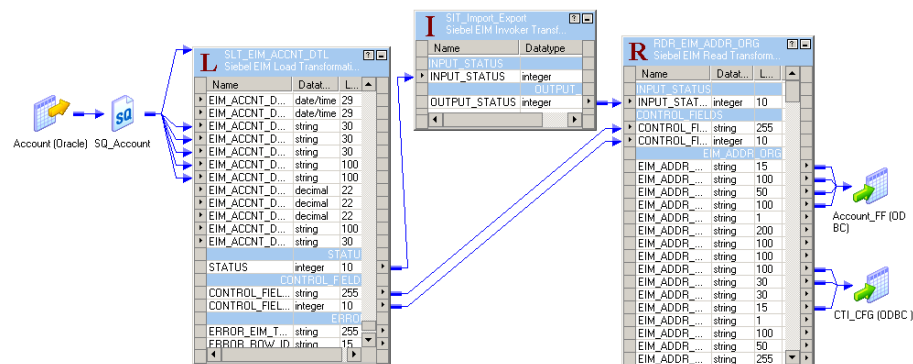 SLT_EIM_ACCNT_DTL
L Siebel EIM Load Transformati...
Name Datat... L...
EIM_ACCNT_D... date/time 29
EIM_ACCNT_D... date/time 29
EIM_ACCNT_D... string 30
EIM_ACCNT_D... string 30
EIM_ACCNT_D... string 30
EIM_ACCNT_D... string 100
EIM_ACCNT_D... string 100
EIM_ACCNT_D... decimal 22
EIM_ACCNT_D... decimal 22
EIM_ACCNT_D... decimal 22
EIM_ACCNT_D... string 100
EIM_ACCNT_D... string 30
STATU
STATUS integer 10
CONTROL_FIELD
CONTROL_FIEL... string 255
CONTROL_FIEL... integer 10
ERRO
ERROR_EIM_T... string 255
ERROR_ROW_ID string 15
Account (Oracle)
SQ
SQ_Account
SIT_Import_Export
I Siebel EIM Invoker Transf...
Name Datatype
INPUT_STATUS
INPUT_STATUS integer
OUTPUT_
OUTPUT_STATUS integer
RDR_EIM_ADDR_ORG
R Siebel EIM Read Transform...
Name Datat... L...
INPUT_STATUS
INPUT_STAT... integer 10
CONTROL_FIELDS
CONTROL_FI... string 255
CONTROL_FI... integer 10
EIM_ADDR_ORG
EIM_ADDR_... string 15
EIM_ADDR_... string 100
EIM_ADDR_... string 50
EIM_ADDR_... string 100
EIM_ADDR_... string 1
EIM_ADDR_... string 200
EIM_ADDR_... string 100
EIM_ADDR_... string 100
EIM_ADDR_... string 100
EIM_ADDR_... string 30
EIM_ADDR_... string 30
EIM_ADDR_... string 15
EIM_ADDR_... string 1
EIM_ADDR_... string 100
EIM_ADDR_... string 50
EIM_ADDR_... string 255
Account_FF (OD
BC)
CTI_CFG (ODBC )